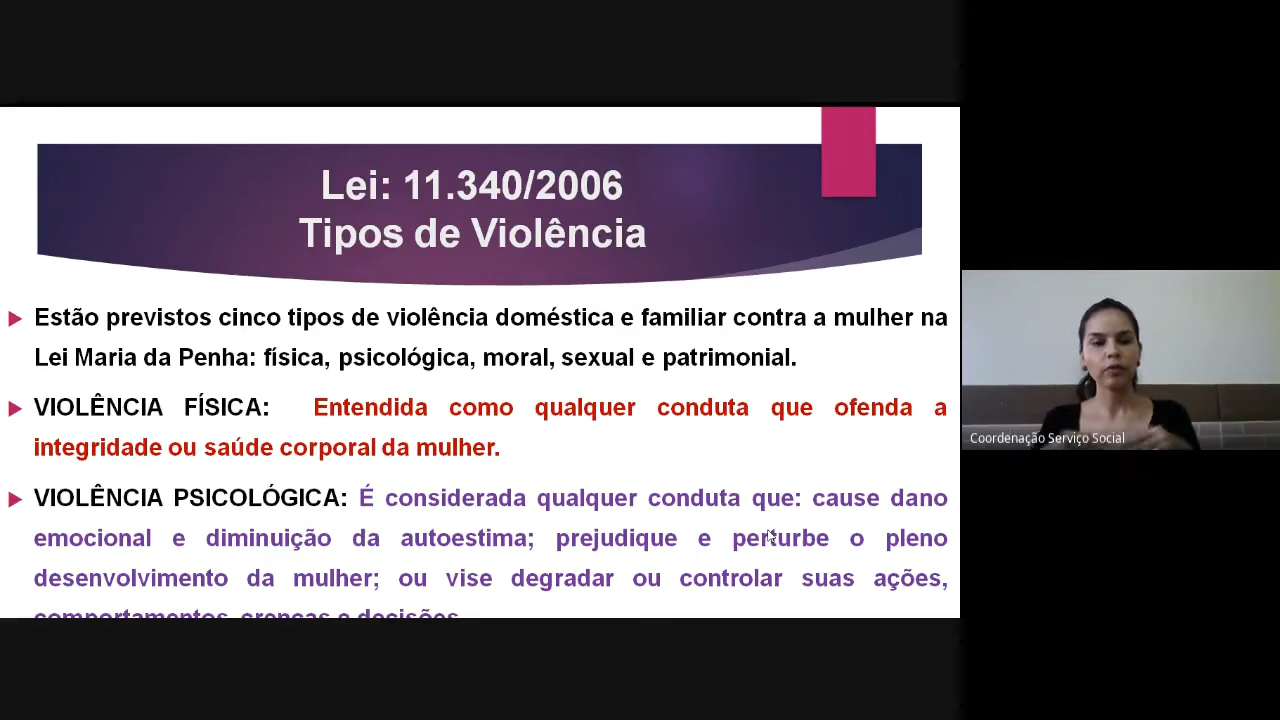 Lei: 11.340/2006
Tipos de Violência
Estão previstos cinco tipos de violência doméstica e familiar contra a mulher na
Lei Maria da Penha: física, psicológica, moral, sexual e patrimonial.
VIOLÊNCIA FÍSICA: Entendida como qualquer conduta que ofenda a
integridade ou saúde corporal da mulher.
VIOLÊNCIA PSICOLÓGICA: É considerada qualquer conduta que: cause dano
emocional e diminuição da autoestima; prejudique e perturbe o pleno
desenvolvimento da mulher; ou vise degradar ou controlar suas ações,
comportamentos, crenças e decisões.
Coordenação Serviço Social